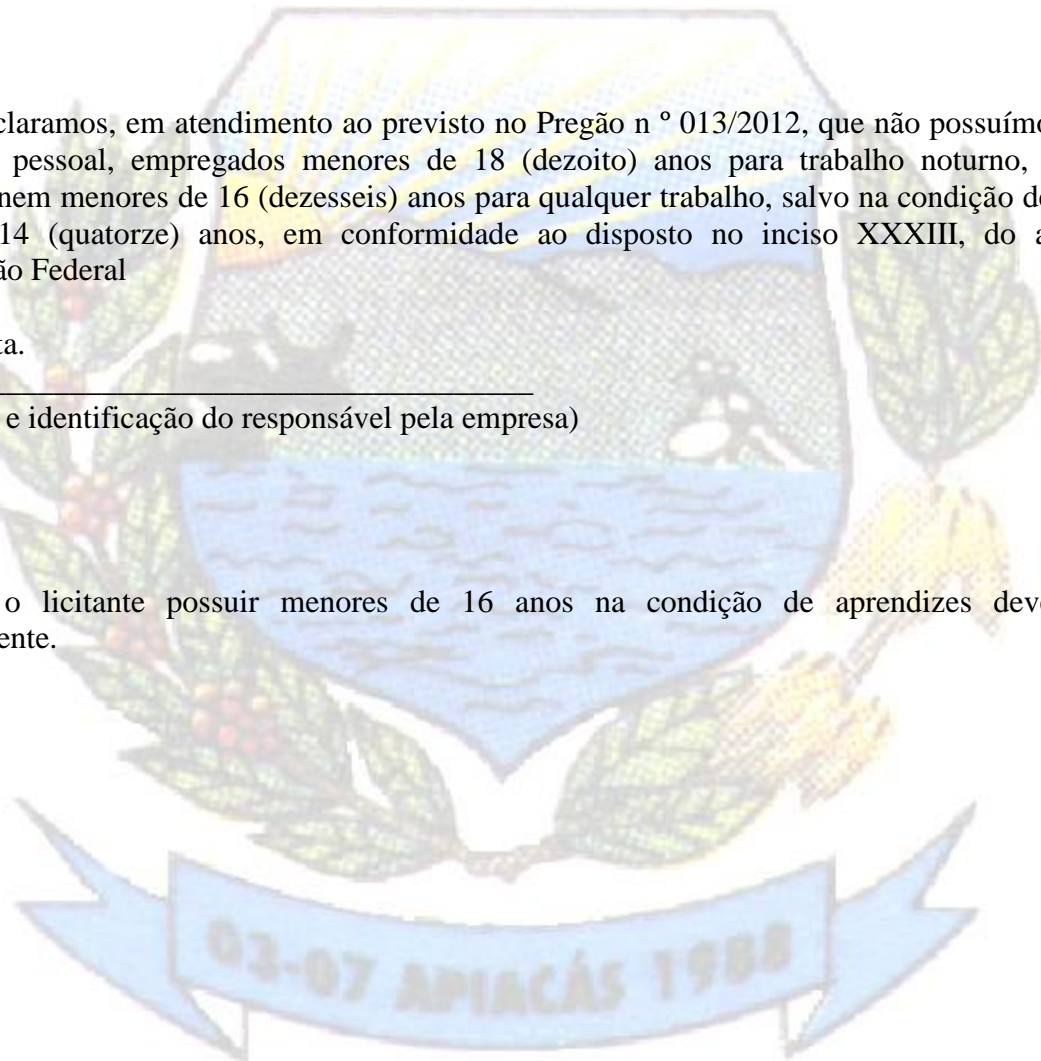 claramos, em atendimento ao previsto no Pregão n º 013/2012, que não possuímo
pessoal, empregados menores de 18 (dezoito) anos para trabalho noturno,
nem menores de 16 (dezesseis) anos para qualquer trabalho, salvo na condição d
14 (quatorze) anos, em conformidade ao disposto no inciso XXXIII, do a
ão Federal
ta.
__________________________________
e identificação do responsável pela empresa)
o licitante possuir menores de 16 anos na condição de aprendizes dev
ente.
03-07 APIACÁS 1988